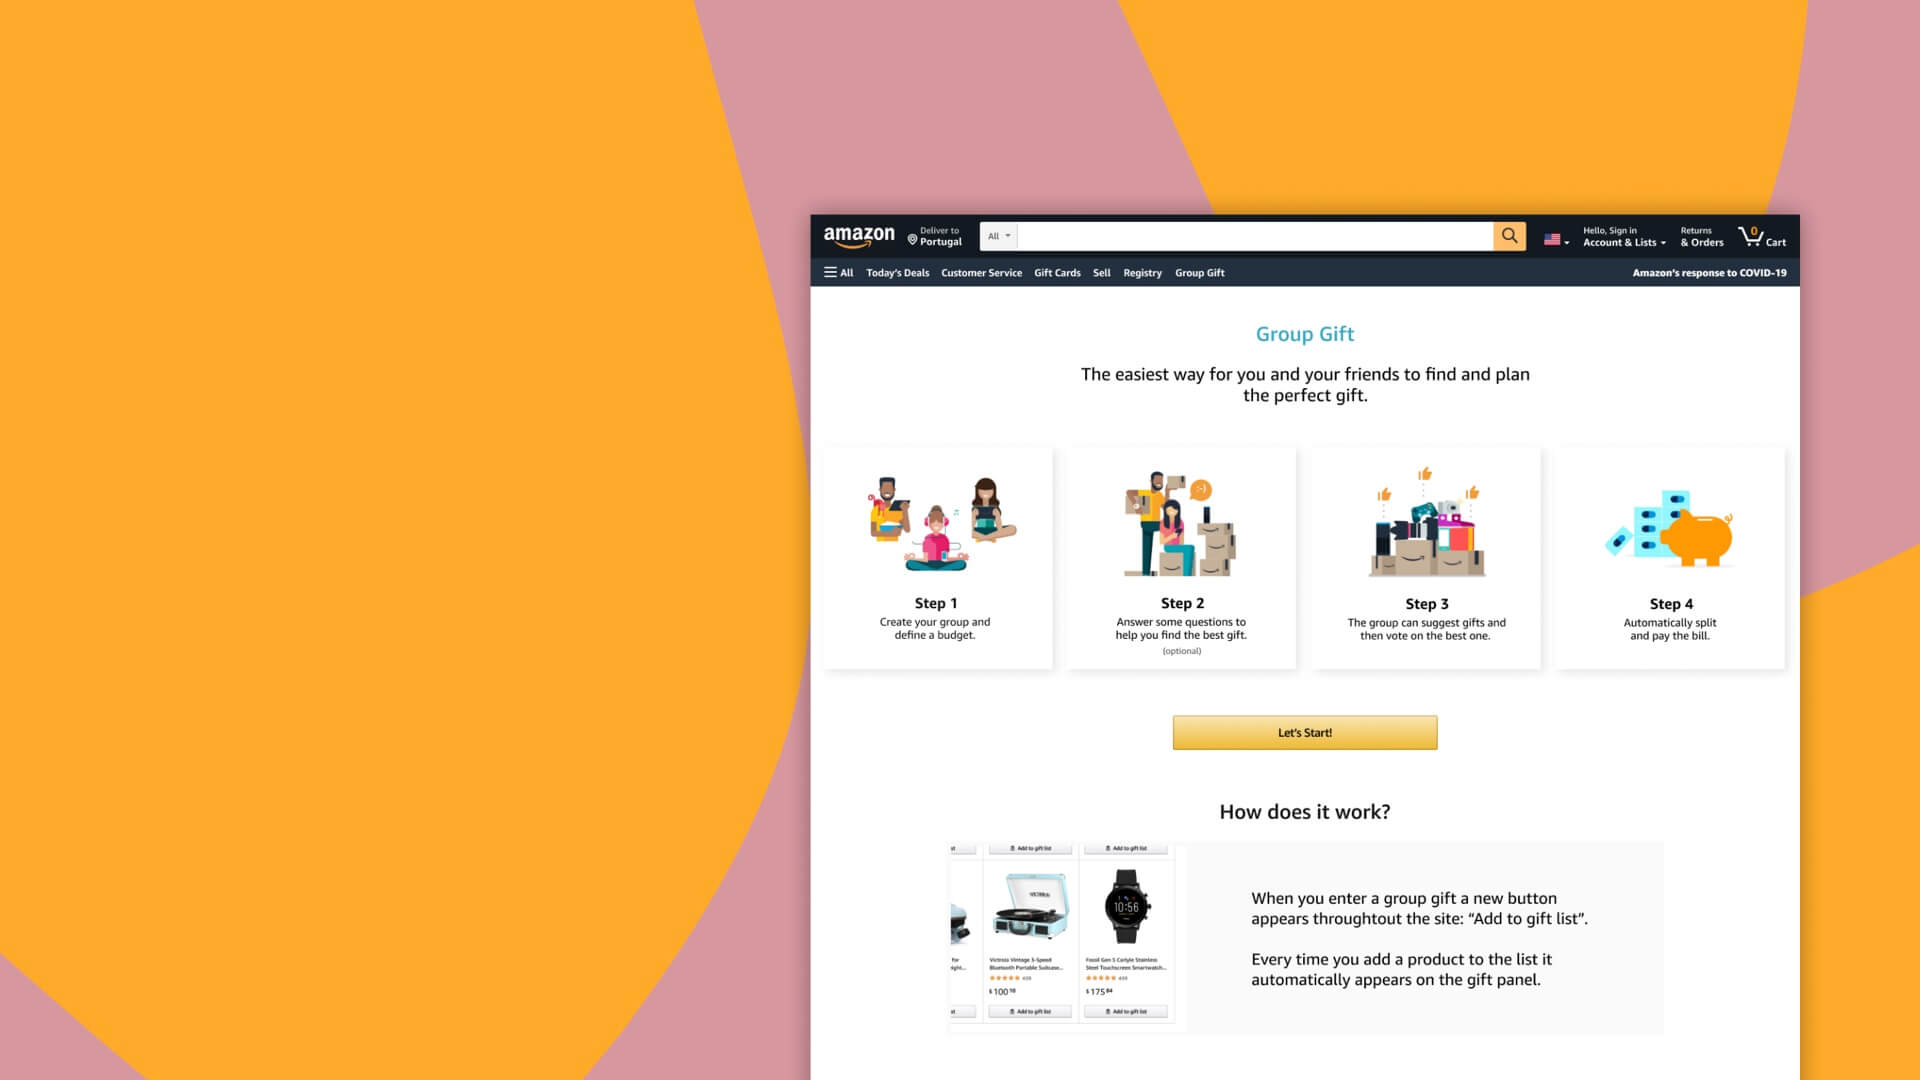 amazon
Deliver to
Portugal
All
Hello, Sign in
Account & Lists
Returns
& Orders
0
Cart
All
Today's Deals
Customer Service
Gift Cards
Sell
Registry
Group Gift
Amazon's response to COVID-19
Group Gift
The easiest way for you and your friends to find and plan
the perfect gift.
Step 1
Create your group and
define a budget.
Step 2
Answer some questions to
help you find the best gift.
(optional)
Step 3
The group can suggest gifts and
then vote on the best one.
Step 4
Automatically split
and pay the bill.
Let's Start!
How does it work?
Add to gift list
Add to gift list
10:56
for
Victrola Vintage 3-Speed
Bluetooth Portable Suitcase...
$100
Fossil Gen 5 Carlyle Stainless
Steel Touchscreen Smartwatch...
$175
Add to gift list
Add to gift list
When you enter a group gift a new button
appears throughtout the site: “Add to gift list”.
Every time you add a product to the list it
automatically appears on the gift panel.